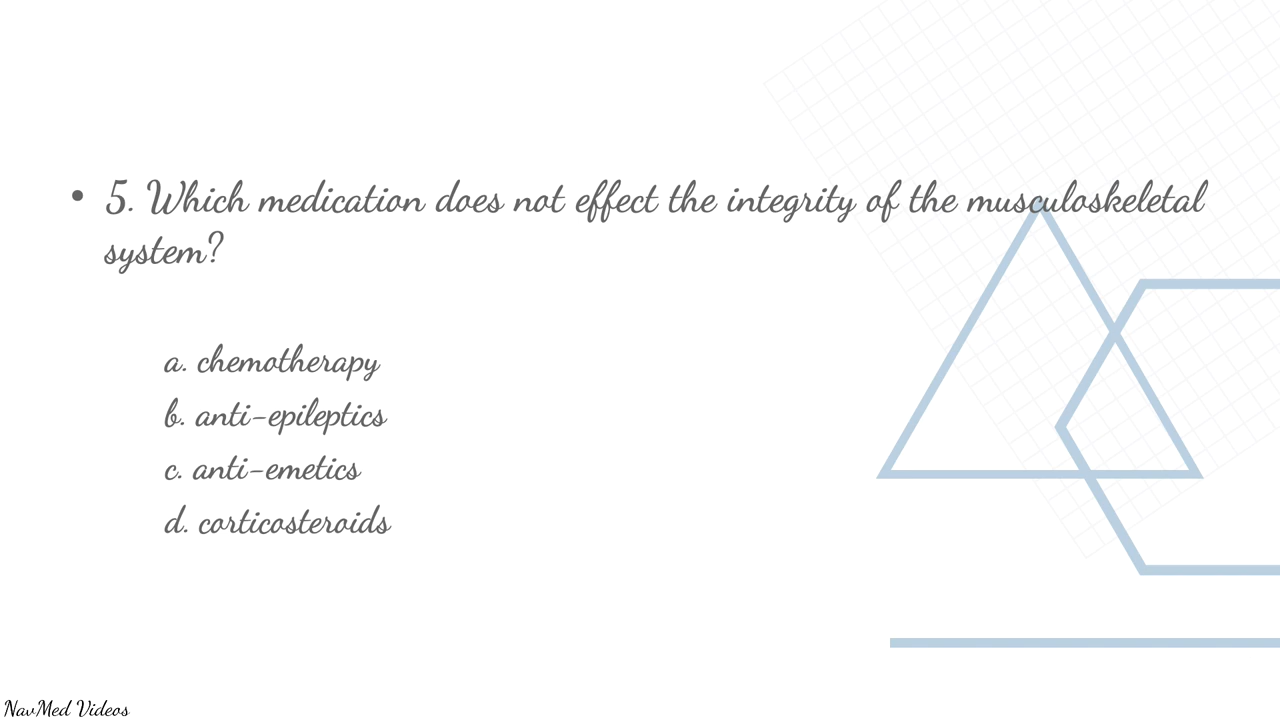 • 5. Which medication does not effect the integrity of the musculoskeletal
system?
a. chemotherapy
b. anti-epileptics
c. anti-emetics
d. corticosteroids
NavMed Videos